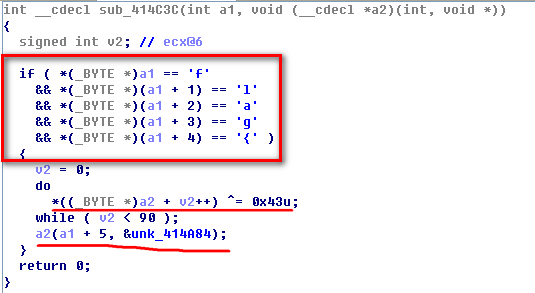 int __cdecl sub_414C3C(int a1, void (__cdecl *a2)(int, void *))
{
  signed int v2; // ecx@6

  if ( *(_BYTE *)a1 == 'f'
    && *(_BYTE *)(a1 + 1) == 'l'
    && *(_BYTE *)(a1 + 2) == 'a'
    && *(_BYTE *)(a1 + 3) == 'g'
    && *(_BYTE *)(a1 + 4) == '{' )
  {
    v2 = 0;
    do
      *((_BYTE *)a2 + v2++) ^= 0x43u;
    while ( v2 < 90 );
    a2(a1 + 5, &unk_414A84);
  }
  return 0;
}